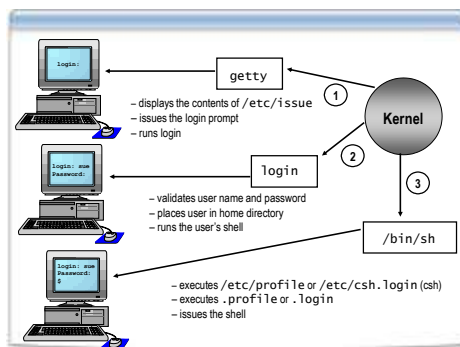 login:
getty
1
– displays the contents of /etc/issue
– issues the login prompt
– runs login
Kernel
2
login: sue
Password:
login
3
– validates user name and password
– places user in home directory
– runs the user's shell
/bin/sh
login: sue
Password:
$
– executes /etc/profile or /etc/csh.login (csh)
– executes .profile or .login
– issues the shell